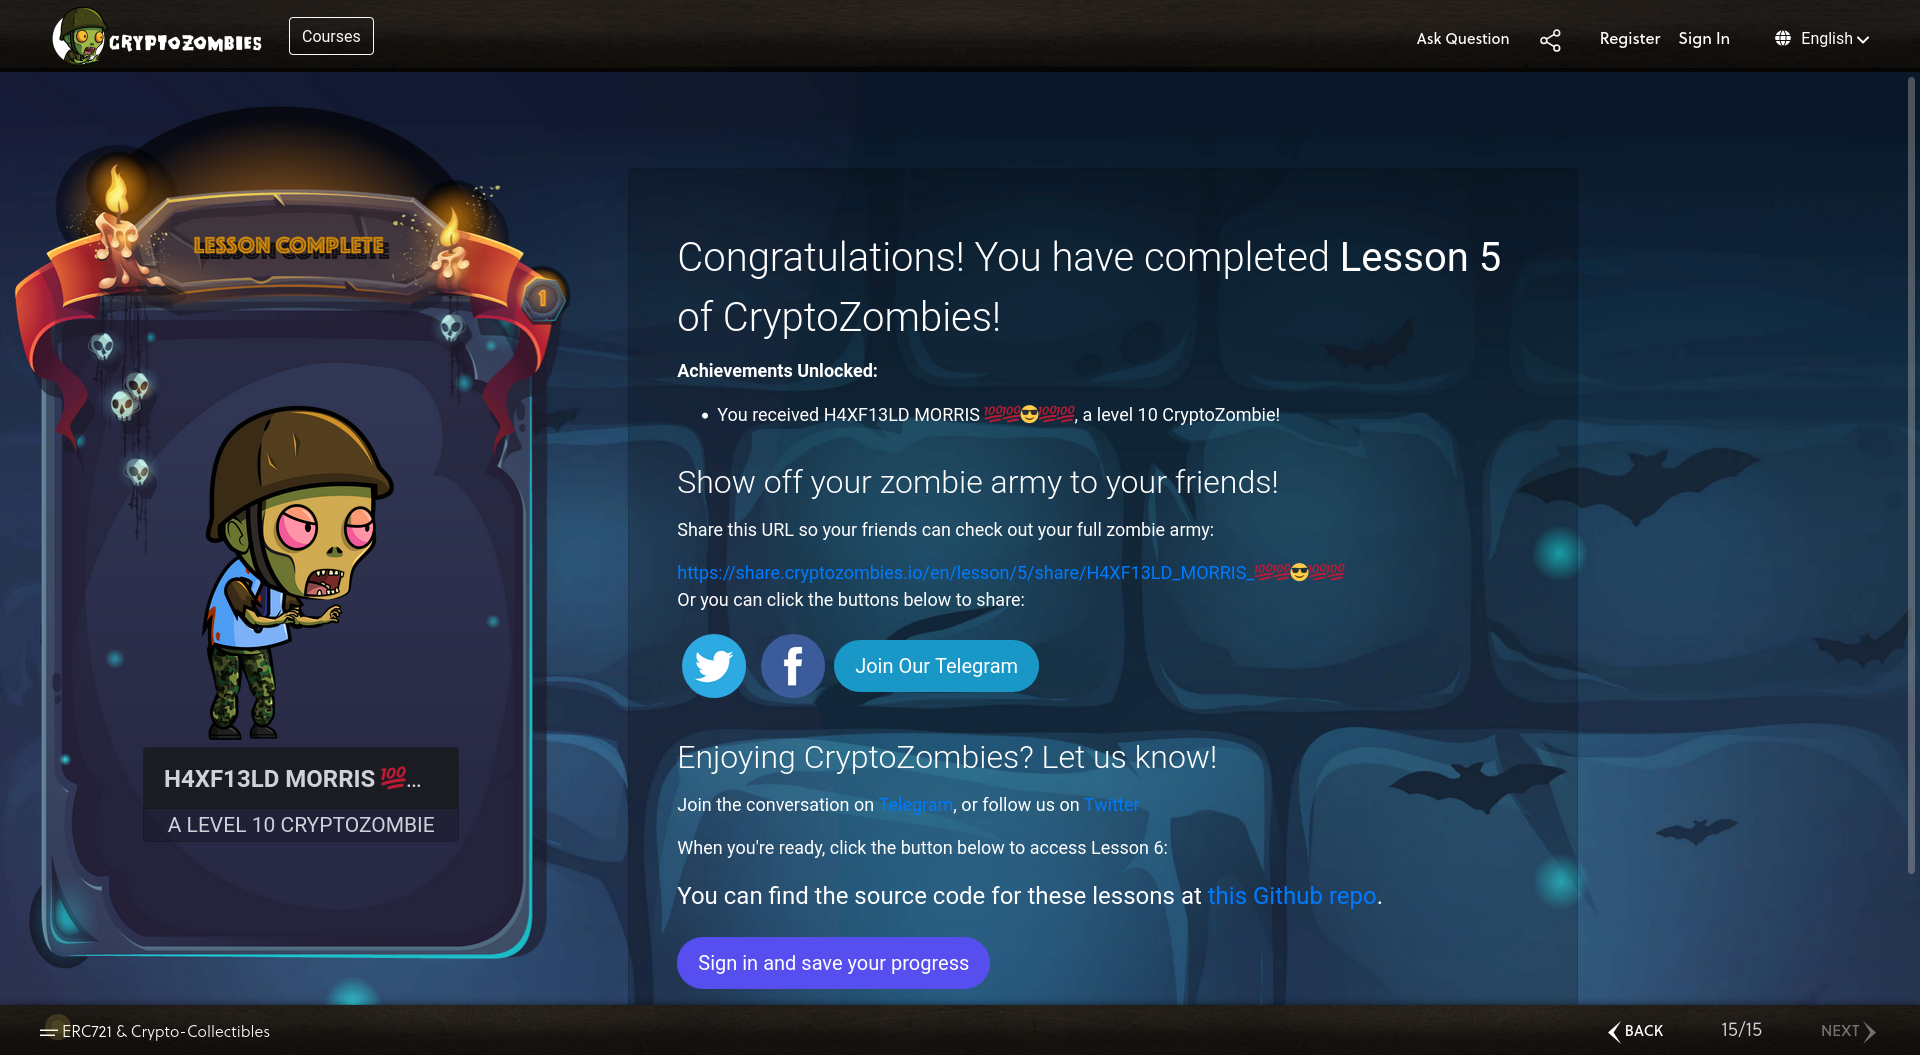 CRYPTOZOMBIES
Courses
Ask Question
Register
Sign In
English
LESSON COMPLETE
1
H4XF13LD MORRIS 💯...
A LEVEL 10 CRYPTOZOMBIE
Congratulations! You have completed Lesson 5
of CryptoZombies!
Achievements Unlocked:
• You received H4XF13LD MORRIS 💯💯😎💯💯, a level 10 CryptoZombie!
Show off your zombie army to your friends!
Share this URL so your friends can check out your full zombie army:
https://share.cryptozombies.io/en/lesson/5/share/H4XF13LD_MORRIS_💯💯😎💯💯
Or you can click the buttons below to share:
Join Our Telegram
Enjoying CryptoZombies? Let us know!
Join the conversation on Telegram, or follow us on Twitter
When you're ready, click the button below to access Lesson 6:
You can find the source code for these lessons at this Github repo.
Sign in and save your progress
ERC721 & Crypto-Collectibles
BACK
15/15
NEXT